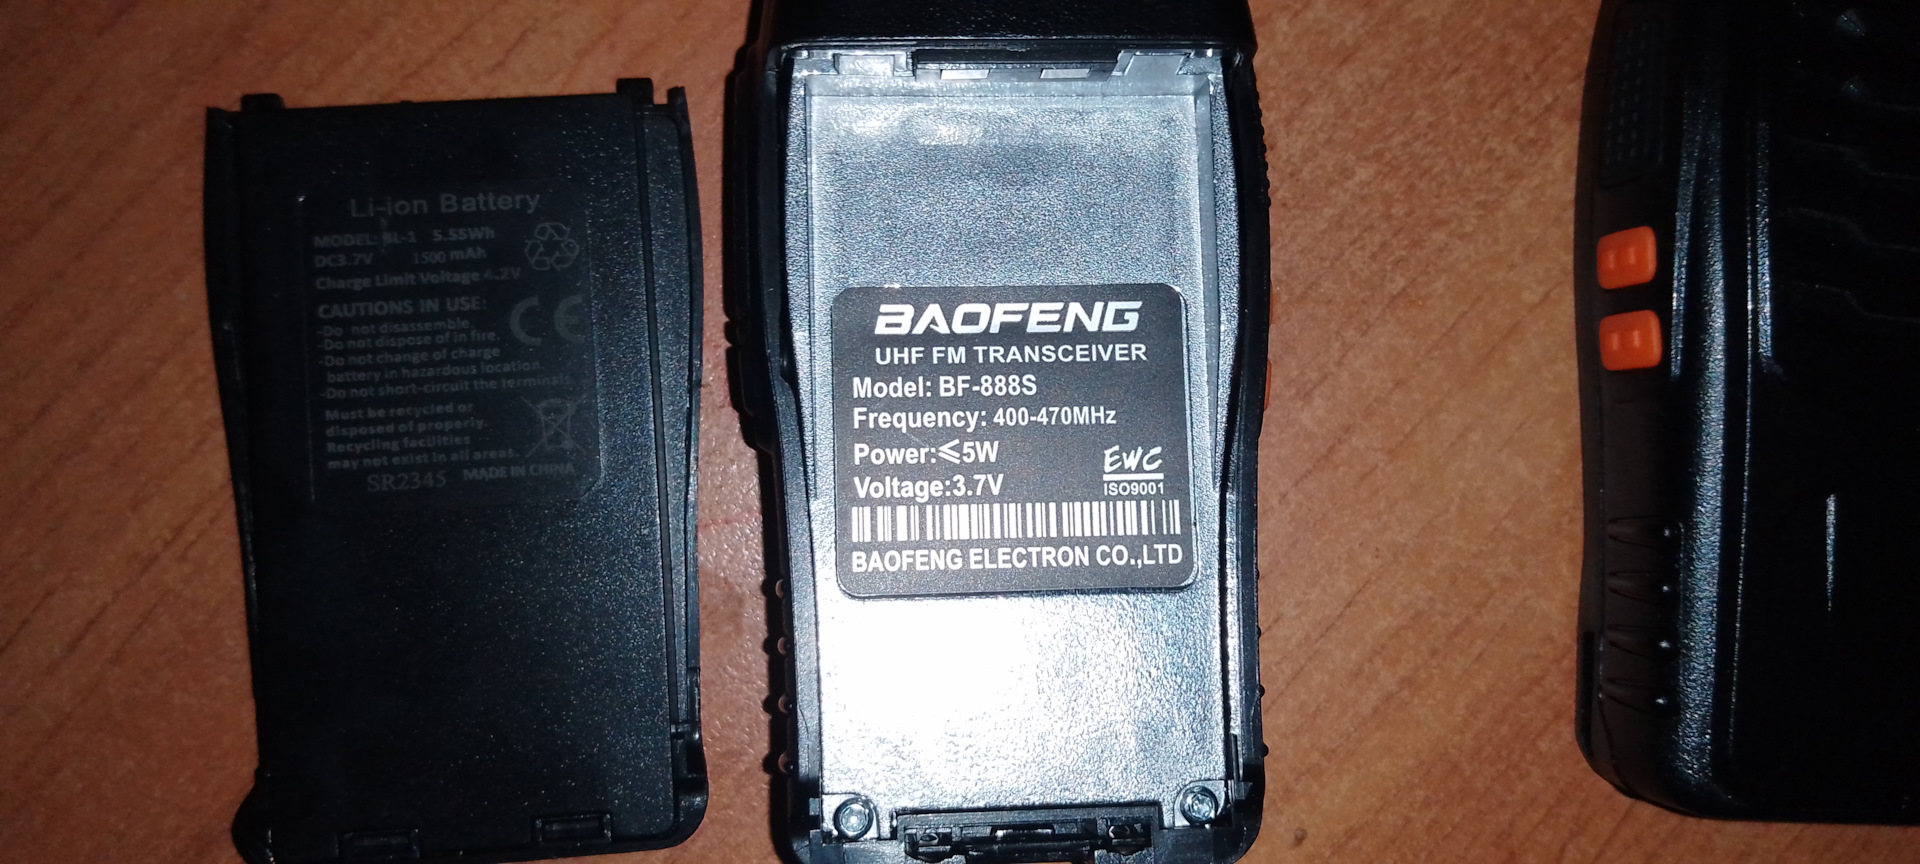 Li-ion Battery
MODEL: BL-1 5.55Wh
DC3.7V 1500 mAh
Charge Limit Voltage 4.2V
CAUTIONS IN USE:
-Do not disassemble.
-Do not dispose of in fire.
-Do not change of charge
battery in hazardous location.
-Do not short-circuit the terminals.
CE
Must be recycled or
disposed of properly.
Recycling facilities
may not exist in all areas.
SR2345 MADE IN CHINA
BAOFENG
UHF FM TRANSCEIVER
Model: BF-888S
Frequency: 400-470MHz
Power:≤5W
Voltage:3.7V
EWC
ISO9001
BAOFENG ELECTRON CO.,LTD